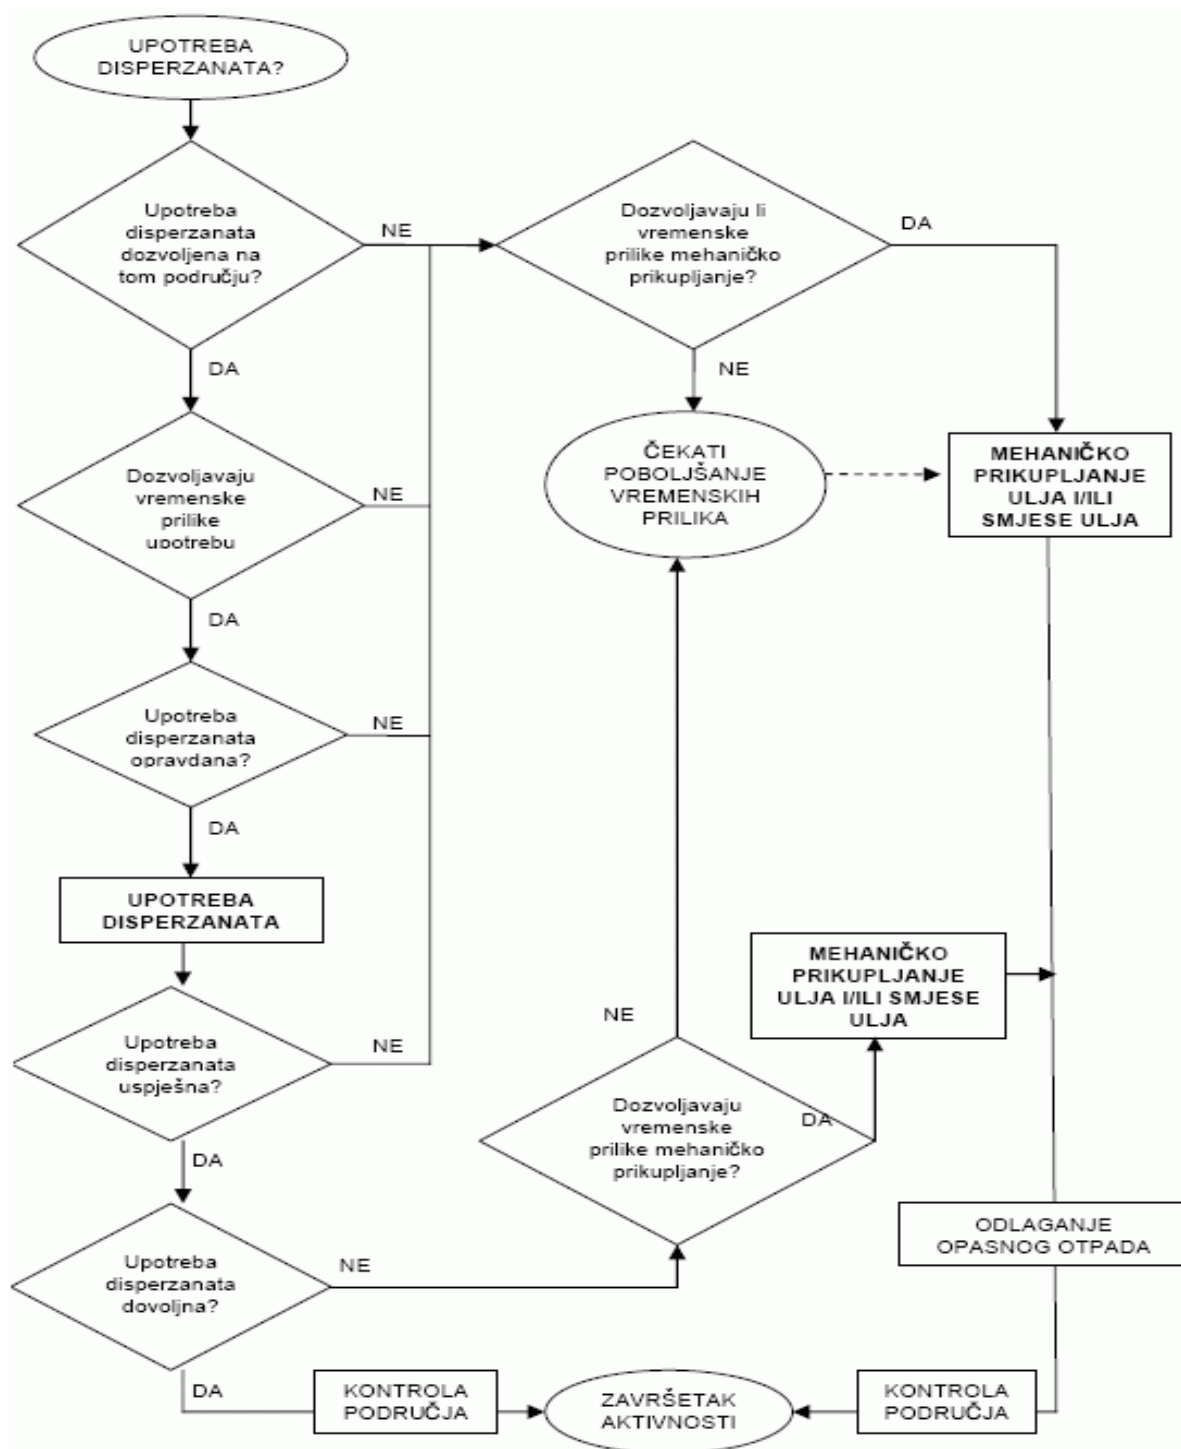 UPOTREBA
DISPERZANATA?
Upotreba
disperzanata
dozvoljena na
tom području?
NE
DA
Dozvoljavaju li
vremenske
prilike mehaničko
prikupljanje?
DA
NE
ČEKATI
POBOLJŠANJE
VREMENSKIH
PRILIKA
MEHANIČKO
PRIKUPLJANJE
ULJA I/ILI
SMJESE ULJA
Dozvoljavaju
vremenske
prilike
upotrebu
NE
DA
Upotreba
disperzanata
opravdana?
NE
DA
UPOTREBA
DISPERZANATA
Upotreba
disperzanata
uspješna?
NE
DA
MEHANIČKO
PRIKUPLJANJE
ULJA I/ILI SMJESE
ULJA
NE
Dozvoljavaju
vremenske
prilike mehaničko
prikupljanje?
DA
Upotreba
disperzanata
dovoljna?
NE
DA
ODLAGANJE
OPASNOG OTPADA
KONTROLA
PODRUČJA
ZAVRŠETAK
AKTIVNOSTI
KONTROLA
PODRUČJA